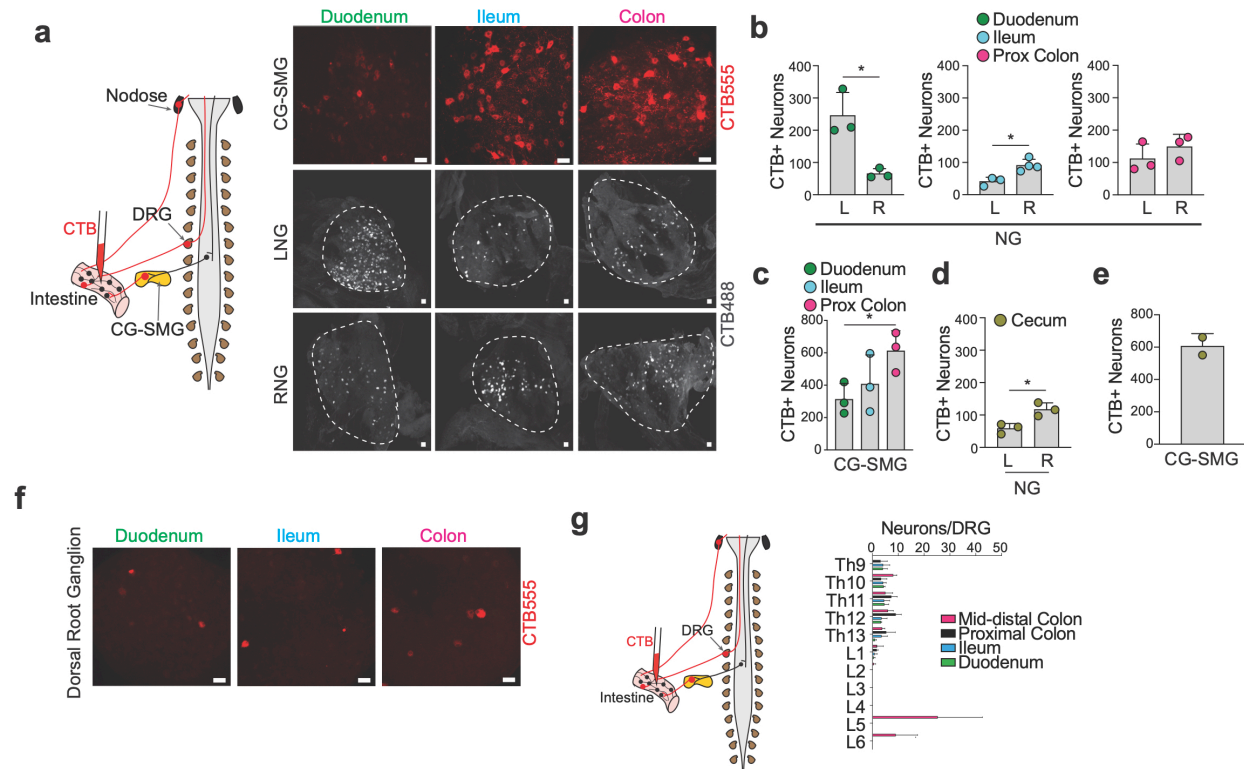 a
Duodenum
Ileum
Colon
Nodose
DRG
CTB
Intestine
CG-SMG
CG-SMG
CTB555
LNG
RNG
CTB488
b
Duodenum
Ileum
Prox Colon
CTB+ Neurons
400
300
200
100
0
*
L R
CTB+ Neurons
400
300
200
100
0
*
L R
CTB+ Neurons
400
300
200
100
0
L R
NG
c
Duodenum
Ileum
Prox Colon
CTB+ Neurons
800
600
400
200
0
*
CG-SMG
d
Cecum
CTB+ Neurons
400
300
200
100
0
*
L R
NG
e
CTB+ Neurons
800
600
400
200
0
CG-SMG
f
Duodenum
Ileum
Colon
Dorsal Root Ganglion
CTB555
g
CTB
DRG
Intestine
Neurons/DRG
0 10 20 30 40 50
Th9
Th10
Th11
Th12
Th13
L1
L2
L3
L4
L5
L6
Mid-distal Colon
Proximal Colon
Ileum
Duodenum